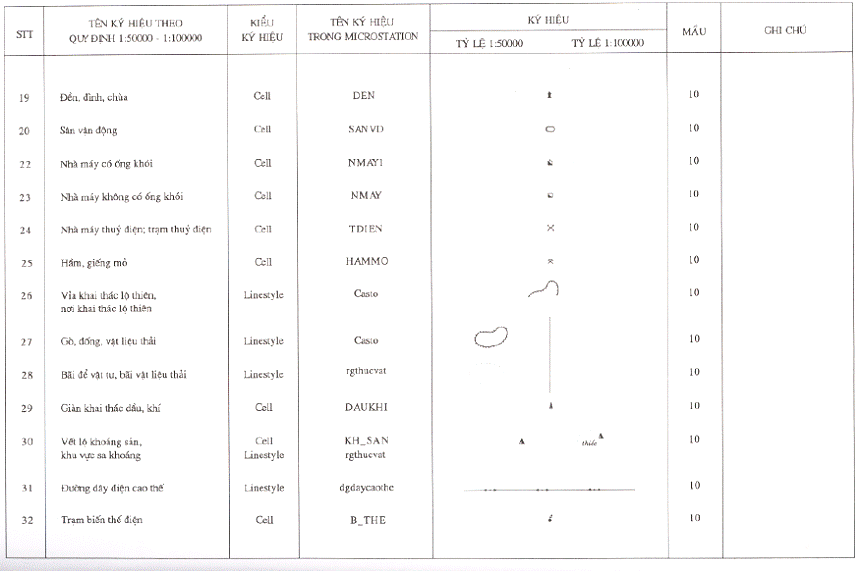 STT TÊN KÝ HIỆU THEO QUY ĐỊNH 1:50000 - 1:100000 KIỂU KÝ HIỆU TÊN KÝ HIỆU TRONG MICROSTATION KÝ HIỆU MẦU GHI CHÚ
TỶ LỆ 1:50000 TỶ LỆ 1:100000
19 Đền, đình, chùa Cell DEN 10
20 Sân vận động Cell SANVD 10
22 Nhà máy có ống khói Cell NMAY1 10
23 Nhà máy không có ống khói Cell NMAY 10
24 Nhà máy thuỷ điện; trạm thuỷ điện Cell TDIEN 10
25 Hầm, giếng mỏ Cell HAMMO 10
26 Vỉa khai thác lộ thiên, Linestyle Casto 10
nơi khai thác lộ thiên
27 Gò, đống, vật liệu thải Linestyle Casto 10
28 Bãi để vật tư, bãi vật liệu thải Linestyle rgthucvat 10
29 Giàn khai thác dầu, khí Cell DAUKHI 10
30 Vết lộ khoáng sản, Cell KH_SAN thiếc 10
khu vực sa khoáng Linestyle rgthucvat
31 Đường dây điện cao thế Linestyle dgdaycaothe 10
32 Trạm biến thế điện Cell B_THE 10